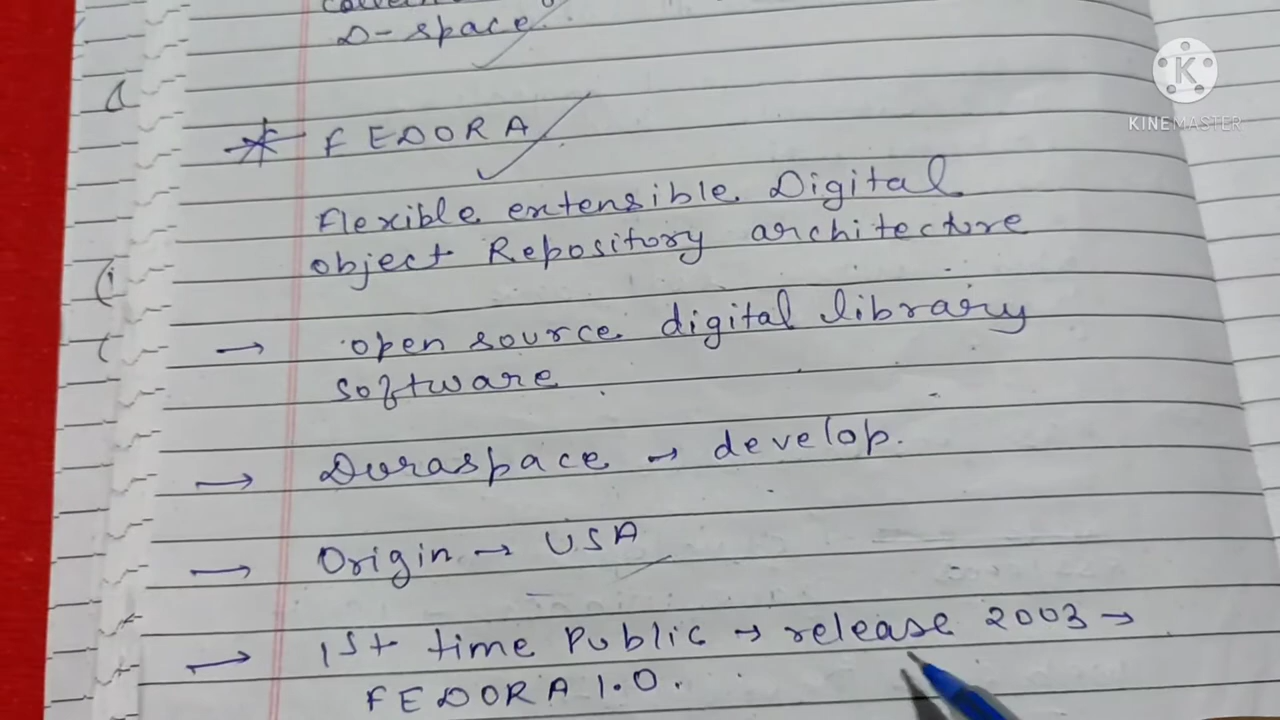 D-space.
* FEDORA
Flexible extensible Digital
object Repository architecture
→ open source digital library
software
→ Duraspace → develop.
→ Origin → USA
→ 1st time Public → release 2003 →
FEDORA 1.0.
KINEMASTER